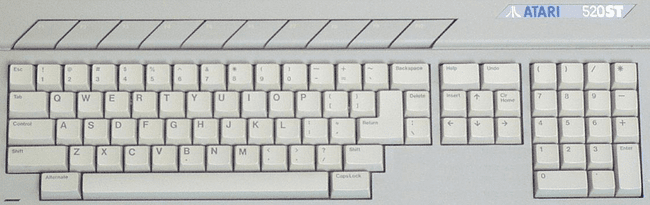 ATARI 520ST
Esc ! 1 @ 2 # 3 $ 4 % 5 ^ 6 & 7 * 8 ( 9 ) 0 _ - + = ~ Backspace Help Undo ( ) / *
Tab Q W E R T Y U I O P { [ } ] Delete Insert ↑ Clr Home 7 8 9 −
Control A S D F G H J K L : ; Return | \ ← ↓ → 4 5 6 +
Shift Z X C V B N M < , > . ? / Shift 1 2 3 Enter
Alternate CapsLock 0 .